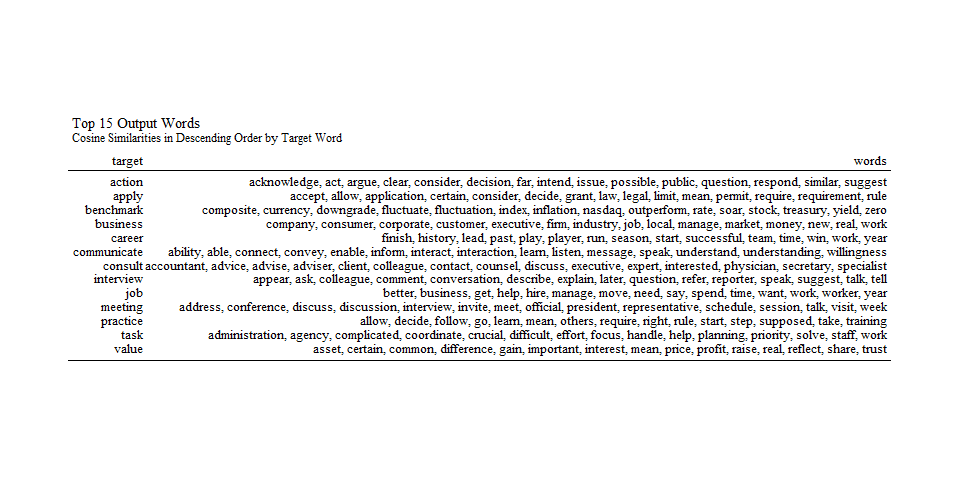 Top 15 Output Words
Cosine Similarities in Descending Order by Target Word
target words
action acknowledge, act, argue, clear, consider, decision, far, intend, issue, possible, public, question, respond, similar, suggest
apply accept, allow, application, certain, consider, decide, grant, law, legal, limit, mean, permit, require, requirement, rule
benchmark composite, currency, downgrade, fluctuate, fluctuation, index, inflation, nasdaq, outperform, rate, soar, stock, treasury, yield, zero
business company, consumer, corporate, customer, executive, firm, industry, job, local, manage, market, money, new, real, work
career finish, history, lead, past, play, player, run, season, start, successful, team, time, win, work, year
communicate ability, able, connect, convey, enable, inform, interact, interaction, learn, listen, message, speak, understand, understanding, willingness
consult accountant, advice, advise, adviser, client, colleague, contact, counsel, discuss, executive, expert, interested, physician, secretary, specialist
interview appear, ask, colleague, comment, conversation, describe, explain, later, question, refer, reporter, speak, suggest, talk, tell
job better, business, get, help, hire, manage, move, need, say, spend, time, want, work, worker, year
meeting address, conference, discuss, discussion, interview, invite, meet, official, president, representative, schedule, session, talk, visit, week
practice allow, decide, follow, go, learn, mean, others, require, right, rule, start, step, supposed, take, training
task administration, agency, complicated, coordinate, crucial, difficult, effort, focus, handle, help, planning, priority, solve, staff, work
value asset, certain, common, difference, gain, important, interest, mean, price, profit, raise, real, reflect, share, trust